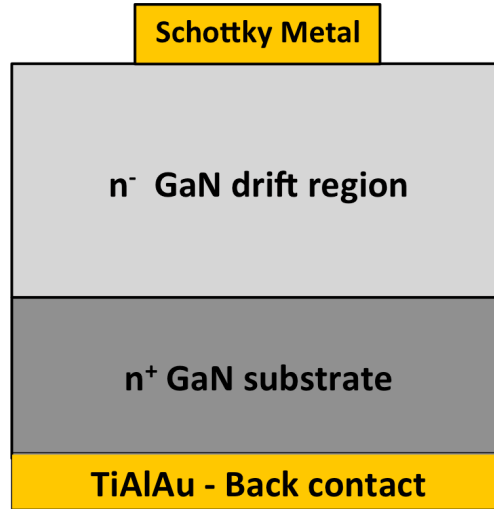 Schottky Metal
n⁻ GaN drift region
n⁺ GaN substrate
TiAlAu - Back contact